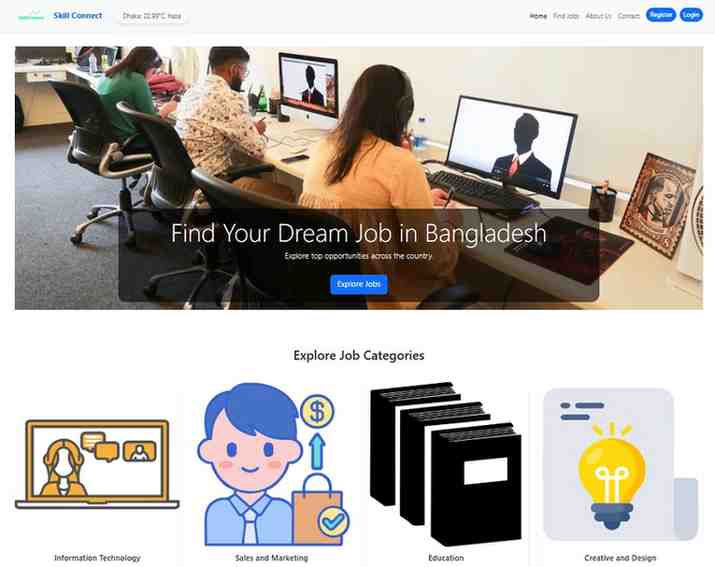 Skill Connect
Dhaka: 22.99°C haze
Home Find Jobs About Us Contact Register Login
Find Your Dream Job in Bangladesh
Explore top opportunities across the country.
Explore Jobs
Explore Job Categories
Information Technology
Sales and Marketing
Education
Creative and Design